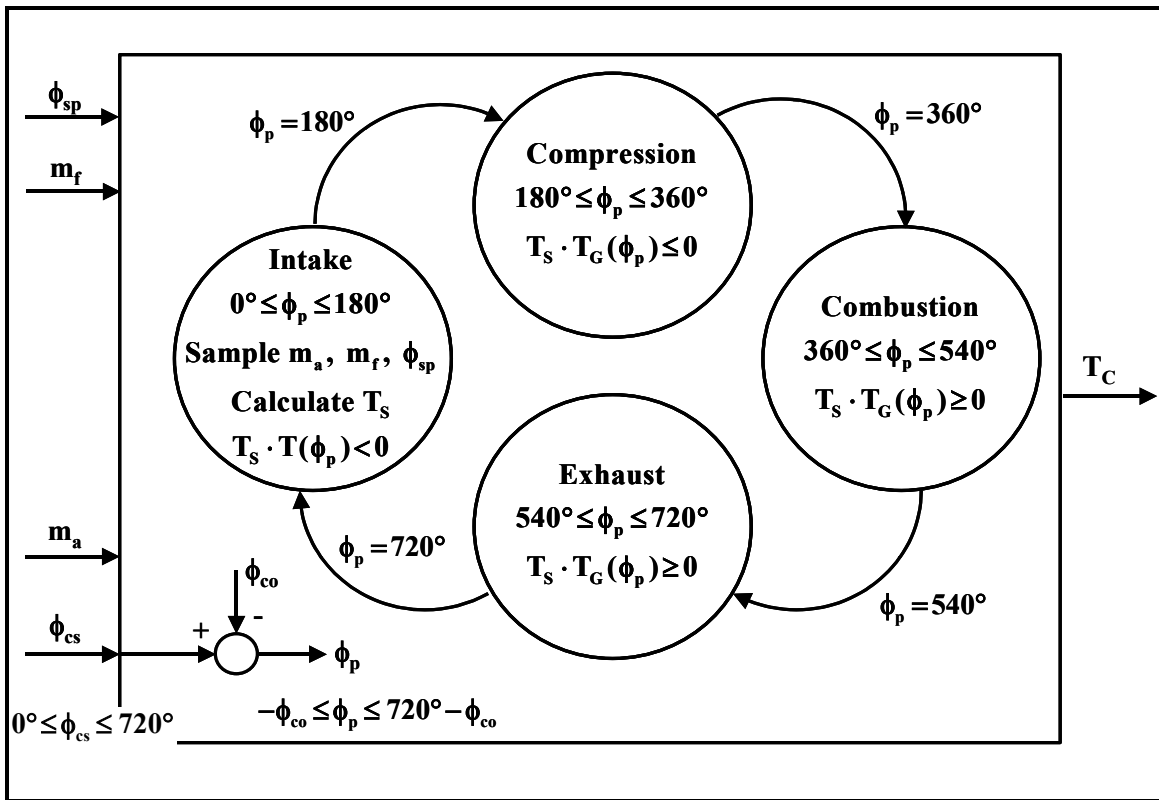 ϕsp
mf
ϕp = 180°
ϕp = 360°
Compression
180° ≤ ϕp ≤ 360°
TS · TG(ϕp) ≤ 0
Intake
0° ≤ ϕp ≤ 180°
Sample ma, mf, ϕsp
Calculate TS
TS · T(ϕp) < 0
Combustion
360° ≤ ϕp ≤ 540°
TS · TG(ϕp) ≥ 0
TC
Exhaust
540° ≤ ϕp ≤ 720°
TS · TG(ϕp) ≥ 0
ma
ϕp = 720°
ϕco
ϕp = 540°
ϕcs
+
-
ϕp
0° ≤ ϕcs ≤ 720°
−ϕco ≤ ϕp ≤ 720° − ϕco